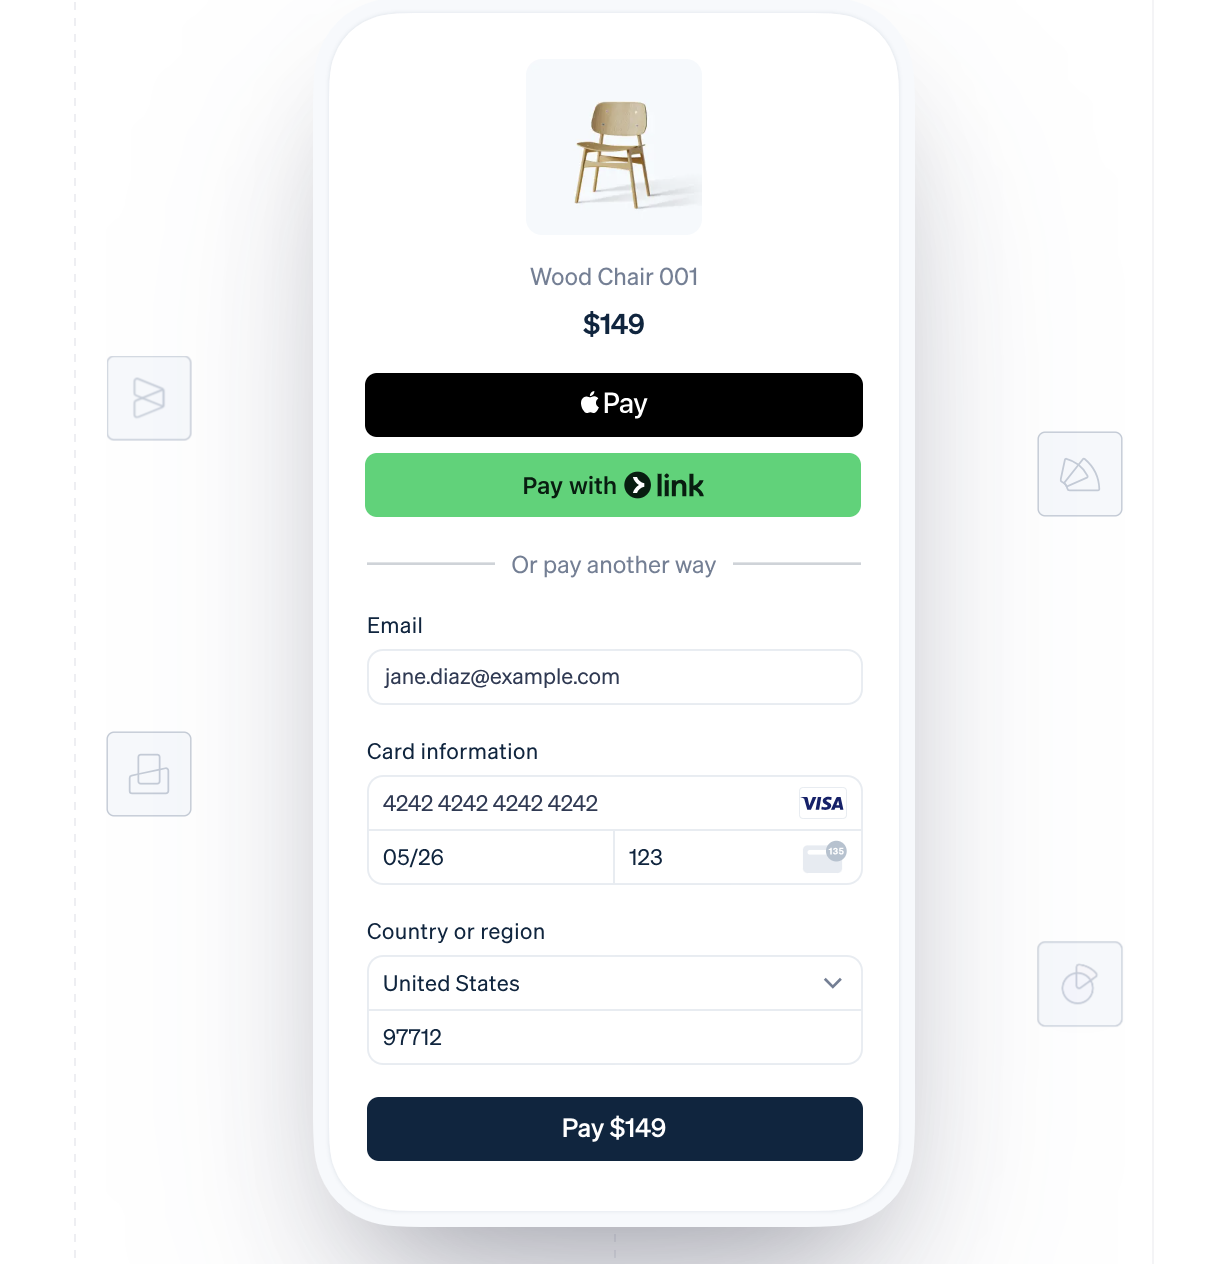 Wood Chair 001
$149
Pay
Pay with link
Or pay another way
Email
jane.diaz@example.com
Card information
4242 4242 4242 4242 VISA
05/26 123 135
Country or region
United States
97712
Pay $149